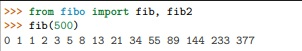 >>> from fibo import fib, fib2
>>> fib(500)
0 1 1 2 3 5 8 13 21 34 55 89 144 233 377